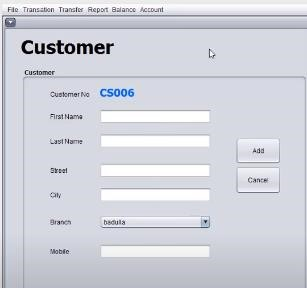 File Transation Transfer Report Balance Account
Customer
Customer
Customer No CS006
First Name
Last Name
Add
Street
Cancel
City
Branch badulla
Mobile